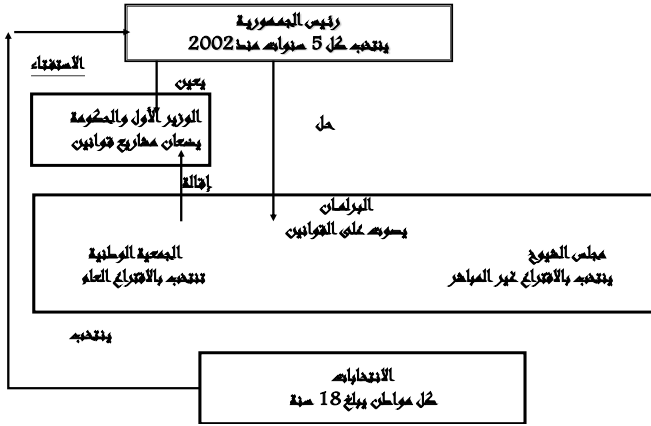 رئيس الجمهورية
ينتخب كل 5 سنوات منذ 2002
الاستفتاء
يعين
الوزير الأول والحكومة
يضعان مشاريع قوانين
حل
إقالة
البرلمان
يصوت على القوانين
مجلس الشيوخ
ينتخب بالاقتراع غير المباشر
الجمعية الوطنية
تنتخب بالاقتراع العام
ينتخب
الانتخابات
كل مواطن يبلغ 18 سنة